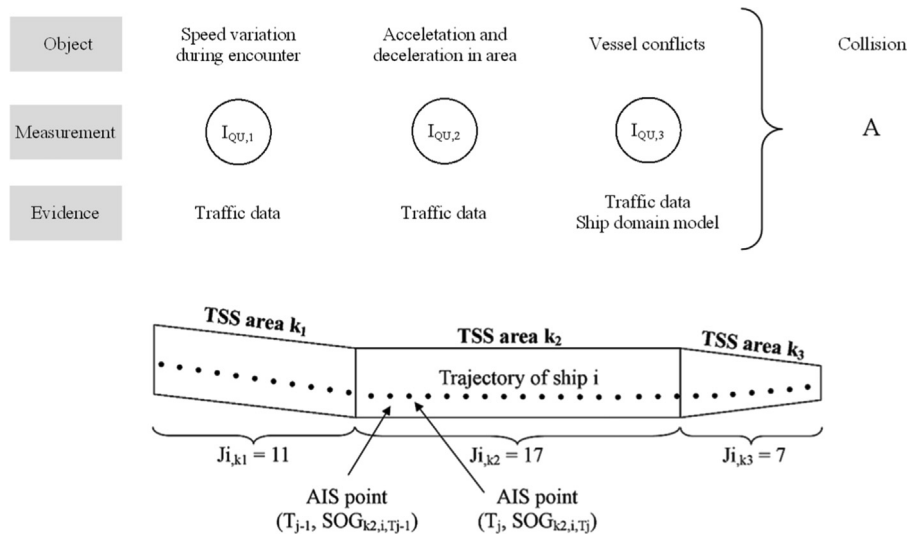 Object
Speed variation
during encounter
Acceletation and
deceleration in area
Vessel conflicts
Collision
Measurement
I_QU,1
I_QU,2
I_QU,3
A
Evidence
Traffic data
Traffic data
Traffic data
Ship domain model
TSS area k₁
TSS area k₂
TSS area k₃
Trajectory of ship i
Ji,k1 = 11
Ji,k2 = 17
Ji,k3 = 7
AIS point
(Tj-1, SOGk2,i,Tj-1)
AIS point
(Tj, SOGk2,i,Tj)